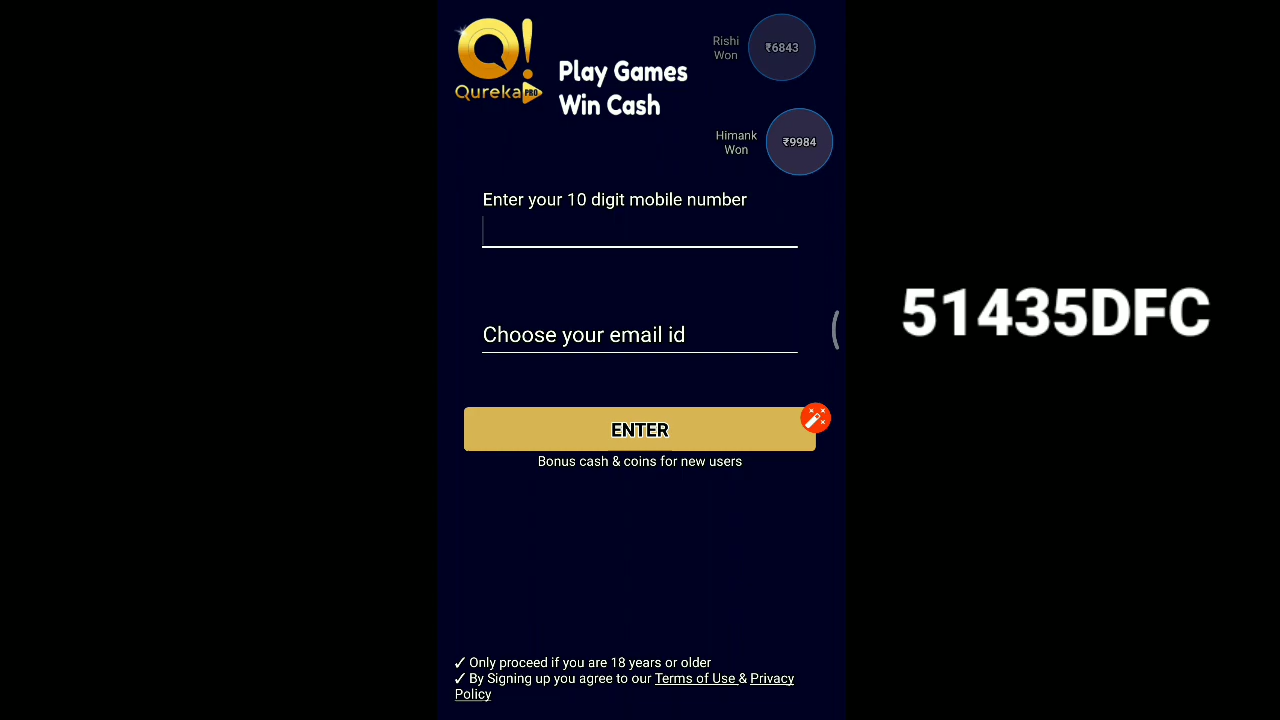 Q!
Qureka PRO
Play Games
Win Cash
Rishi
Won
₹6843
Himank
Won
₹9984
Enter your 10 digit mobile number
Choose your email id
51435DFC
ENTER
Bonus cash & coins for new users
✓ Only proceed if you are 18 years or older
✓ By Signing up you agree to our Terms of Use & Privacy
Policy